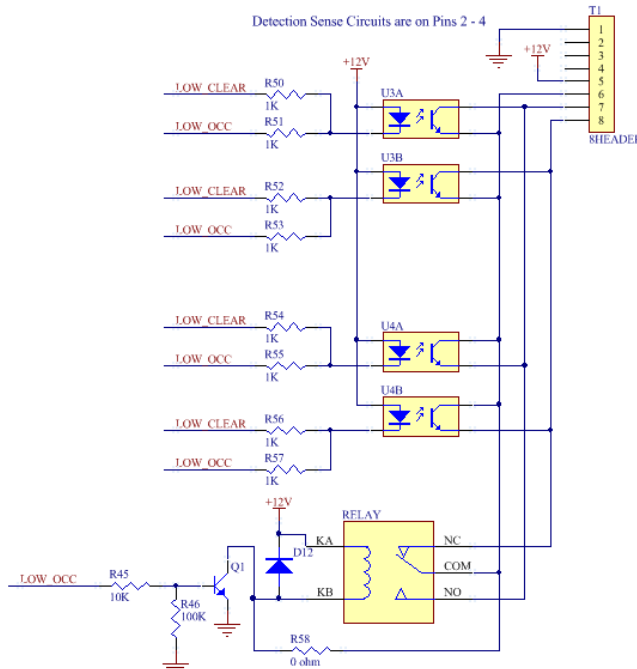 Detection Sense Circuits are on Pins 2 - 4
T1
1
2
3
4
5
6
7
8
8HEADER
+12V
+12V
LOW_CLEAR
R50
1K
LOW_OCC
R51
1K
U3A
U3B
LOW_CLEAR
R52
1K
LOW_OCC
R53
1K
LOW_CLEAR
R54
1K
LOW_OCC
R55
1K
U4A
U4B
LOW_CLEAR
R56
1K
LOW_OCC
R57
1K
+12V
RELAY
KA
NC
D12
COM
KB
NO
Q1
LOW_OCC
R45
10K
R46
100K
R58
0 ohm